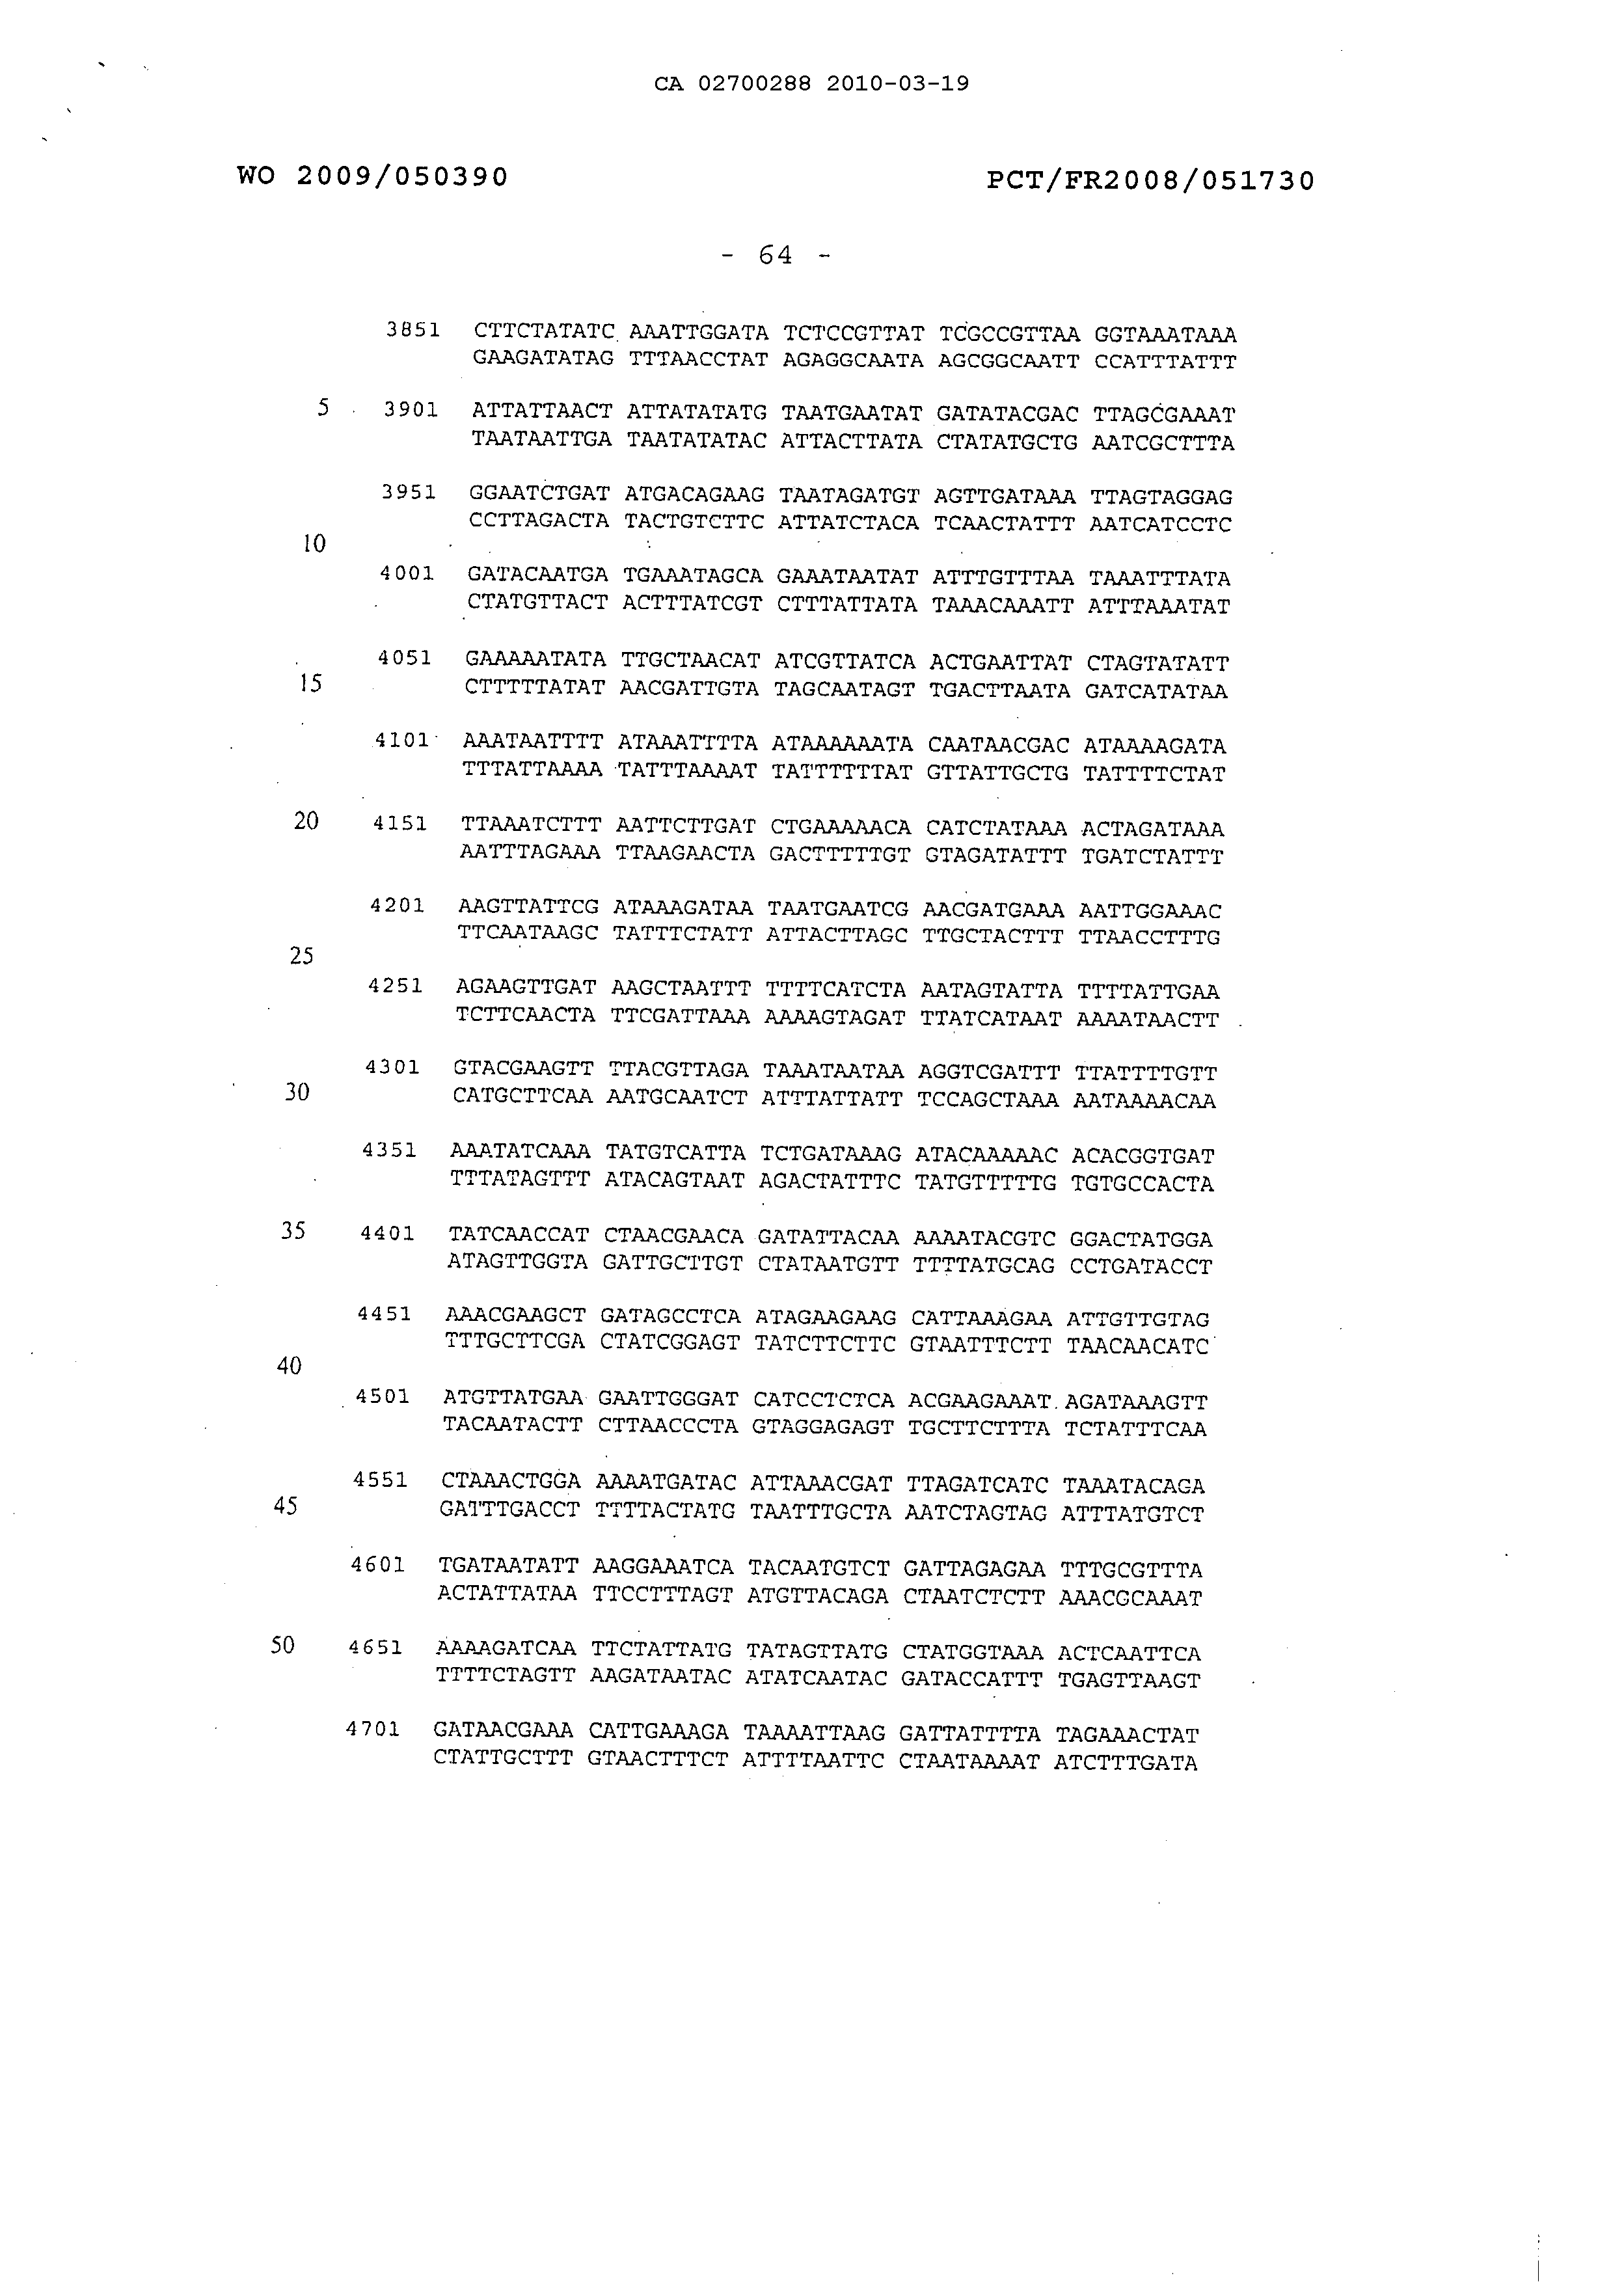 CA 02700288 2010-03-19
WO 2009/050390 PCT/FR2008/051730
- 64 -
3851 CTTCTATATC AAATTGGATA TCTCCGTTAT TCGCCGTTAA GGTAAATAAA
GAAGATATAG TTTAACCTAT AGAGGCAATA AGCGGCAATT CCATTTATTT
5 3901 ATTATTAACT ATTATATATG TAATGAATAT GATATACGAC TTAGCGAAAT
TAATAATTGA TAATATATAC ATTACTTATA CTATATGCTG AATCGCTTTA
3951 GGAATCTGAT ATGACAGAAG TAATAGATGT AGTTGATAAA TTAGTAGGAG
CCTTAGACTA TACTGTCTTC ATTATCTACA TCAACTATTT AATCATCCTC
10
4001 GATACAATGA TGAAATAGCA GAAATAATAT ATTTGTTTAA TAAATTTATA
CTATGTTACT ACTTTATCGT CTTTATTATA TAAACAAATT ATTTAAATAT
4051 GAAAAATATA TTGCTAACAT ATCGTTATCA ACTGAATTAT CTAGTATATT
15 CTTTTTATAT AACGATTGTA TAGCAATAGT TGACTTAATA GATCATATAA
4101 AAATAATTTT ATAAATTTTA ATAAAAAATA CAATAACGAC ATAAAAGATA
TTTATTAAAA TATTTAAAAT TATTTTTTAT GTTATTGCTG TATTTTCTAT
20 4151 TTAAATCTTT AATTCTTGAT CTGAAAAACA CATCTATAAA ACTAGATAAA
AATTTAGAAA TTAAGAACTA GACTTTTTGT GTAGATATTT TGATCTATTT
4201 AAGTTATTCG ATAAAGATAA TAATGAATCG AACGATGAAA AATTGGAAAC
TTCAATAAGC TATTTCTATT ATTACTTAGC TTGCTACTTT TTAACCTTTG
25
4251 AGAAGTTGAT AAGCTAATTT TTTTCATCTA AATAGTATTA TTTTATTGAA
TCTTCAACTA TTCGATTAAA AAAAGTAGAT TTATCATAAT AAAATAACTT
4301 GTACGAAGTT TTACGTTAGA TAAATAATAA AGGTCGATTT TTATTTTGTT
30 CATGCTTCAA AATGCAATCT ATTTATTATT TCCAGCTAAA AATAAAACAA
4351 AAATATCAAA TATGTCATTA TCTGATAAAG ATACAAAAAC ACACGGTGAT
TTTATAGTTT ATACAGTAAT AGACTATTTC TATGTTTTTG TGTGCCACTA
35 4401 TATCAACCAT CTAACGAACA GATATTACAA AAAATACGTC GGACTATGGA
ATAGTTGGTA GATTGCTTGT CTATAATGTT TTTTATGCAG CCTGATACCT
4451 AAACGAAGCT GATAGCCTCA ATAGAAGAAG CATTAAAGAA ATTGTTGTAG
TTTGCTTCGA CTATCGGAGT TATCTTCTTC GTAATTTCTT TAACAACATC
40
4501 ATGTTATGAA GAATTGGGAT CATCCTCTCA ACGAAGAAAT AGATAAAGTT
TACAATACTT CTTAACCCTA GTAGGAGAGT TGCTTCTTTA TCTATTTCAA
4551 CTAAACTGGA AAAATGATAC ATTAAACGAT TTAGATCATC TAAATACAGA
45 GATTTGACCT TTTTACTATG TAATTTGCTA AATCTAGTAG ATTTATGTCT
4601 TGATAATATT AAGGAAATCA TACAATGTCT GATTAGAGAA TTTGCGTTTA
ACTATTATAA TTCCTTTAGT ATGTTACAGA CTAATCTCTT AAACGCAAAT
50 4651 AAAAGATCAA TTCTATTATG TATAGTTATG CTATGGTAAA ACTCAATTCA
TTTTCTAGTT AAGATAATAC ATATCAATAC GATACCATTT TGAGTTAAGT
4701 GATAACGAAA CATTGAAAGA TAAAATTAAG GATTATTTTA TAGAAACTAT
CTATTGCTTT GTAACTTTCT ATTTTAATTC CTAATAAAAT ATCTTTGATA